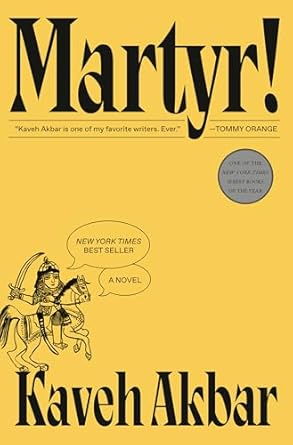 Martyr!
"Kaveh Akbar is one of my favorite writers. Ever." —TOMMY ORANGE
ONE OF THE
NEW YORK TIMES
10 BEST BOOKS
OF THE YEAR
NEW YORK TIMES
BEST SELLER
A NOVEL
Kaveh Akbar